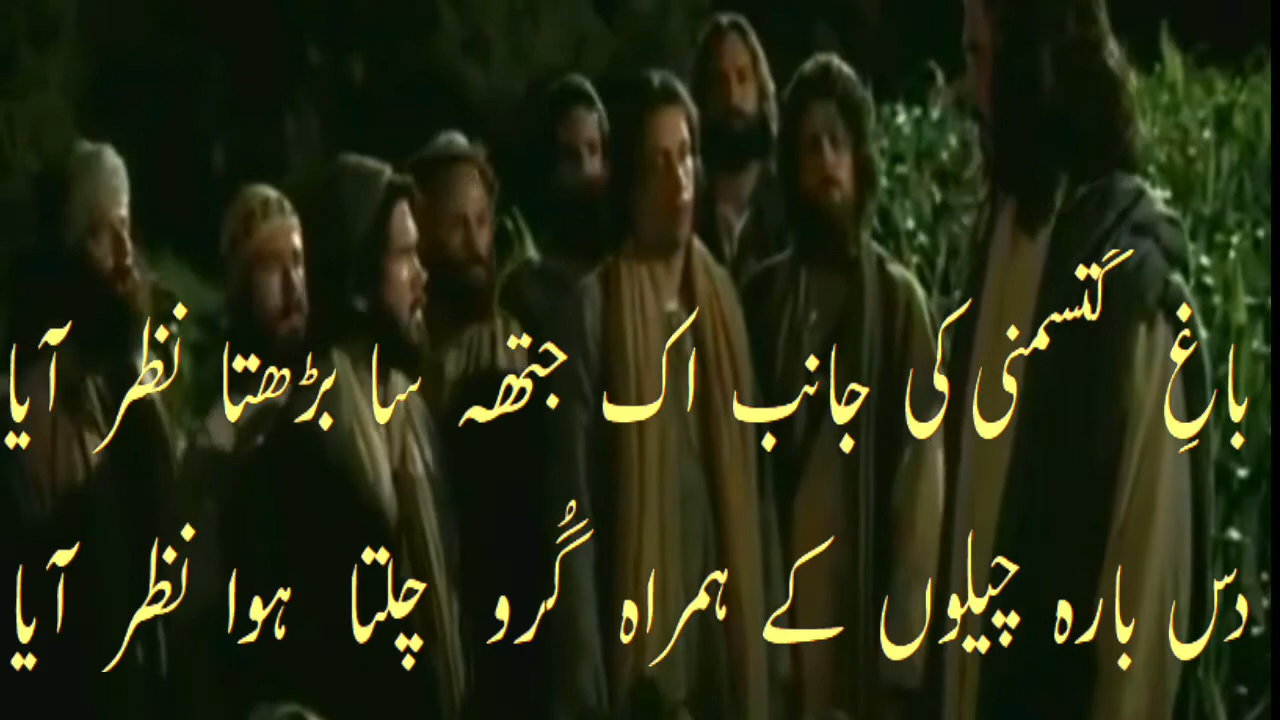 باغِ گتسمنی کی جانب اک جتھہ سا بڑھتا نظر آیا
دس بارہ چیلوں کے ہمراہ گُرو چلتا ہوا نظر آیا